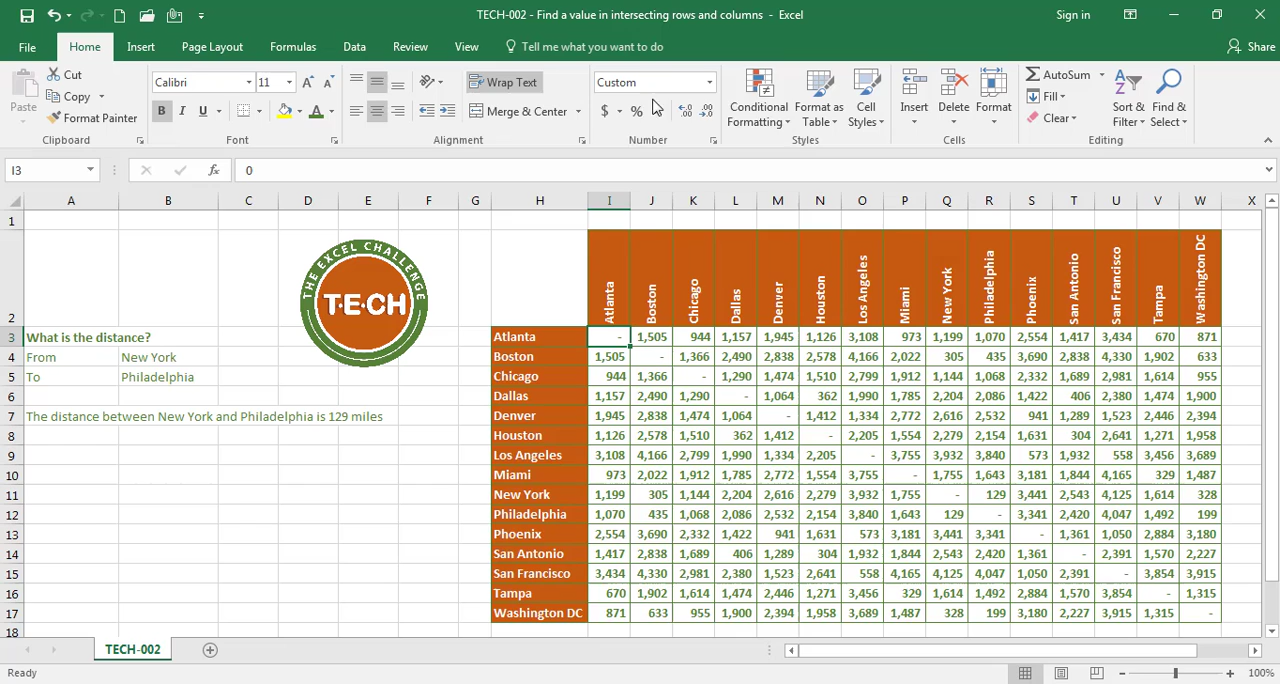 TECH-002 - Find a value in intersecting rows and columns - Excel
Sign in
File Home Insert Page Layout Formulas Data Review View Tell me what you want to do Share
Paste
Cut
Copy
Format Painter
Clipboard
Calibri 11
B I U
Font
Wrap Text
Merge & Center
Alignment
Custom
$ %
Number
Conditional Formatting
Format as Table
Cell Styles
Styles
Insert Delete Format
Cells
AutoSum
Fill
Clear
Sort & Filter
Find & Select
Editing
I3 fx 0
A B C D E F G H I J K L M N O P Q R S T U V W X
1
2 Atlanta Boston Chicago Dallas Denver Houston Los Angeles Miami New York Philadelphia Phoenix San Antonio San Francisco Tampa Washington DC
THE EXCEL CHALLENGE
T·E·CH
3 What is the distance? Atlanta - 1,505 944 1,157 1,945 1,126 3,108 973 1,199 1,070 2,554 1,417 3,434 670 871
4 From New York Boston 1,505 - 1,366 2,490 2,838 2,578 4,166 2,022 305 435 3,690 2,838 4,330 1,902 633
5 To Philadelphia Chicago 944 1,366 - 1,290 1,474 1,510 2,799 1,912 1,144 1,068 2,332 1,689 2,981 1,614 955
6 Dallas 1,157 2,490 1,290 - 1,064 362 1,990 1,785 2,204 2,086 1,422 406 2,380 1,474 1,900
7 The distance between New York and Philadelphia is 129 miles Denver 1,945 2,838 1,474 1,064 - 1,412 1,334 2,772 2,616 2,532 941 1,289 1,523 2,446 2,394
8 Houston 1,126 2,578 1,510 362 1,412 - 2,205 1,554 2,279 2,154 1,631 304 2,641 1,271 1,958
9 Los Angeles 3,108 4,166 2,799 1,990 1,334 2,205 - 3,755 3,932 3,840 573 1,932 558 3,456 3,689
10 Miami 973 2,022 1,912 1,785 2,772 1,554 3,755 - 1,755 1,643 3,181 1,844 4,165 329 1,487
11 New York 1,199 305 1,144 2,204 2,616 2,279 3,932 1,755 - 129 3,441 2,543 4,125 1,614 328
12 Philadelphia 1,070 435 1,068 2,086 2,532 2,154 3,840 1,643 129 - 3,341 2,420 4,047 1,492 199
13 Phoenix 2,554 3,690 2,332 1,422 941 1,631 573 3,181 3,441 3,341 - 1,361 1,050 2,884 3,180
14 San Antonio 1,417 2,838 1,689 406 1,289 304 1,932 1,844 2,543 2,420 1,361 - 2,391 1,570 2,227
15 San Francisco 3,434 4,330 2,981 2,380 1,523 2,641 558 4,165 4,125 4,047 1,050 2,391 - 3,854 3,915
16 Tampa 670 1,902 1,614 1,474 2,446 1,271 3,456 329 1,614 1,492 2,884 1,570 3,854 - 1,315
17 Washington DC 871 633 955 1,900 2,394 1,958 3,689 1,487 328 199 3,180 2,227 3,915 1,315 -
18
TECH-002
Ready 100%